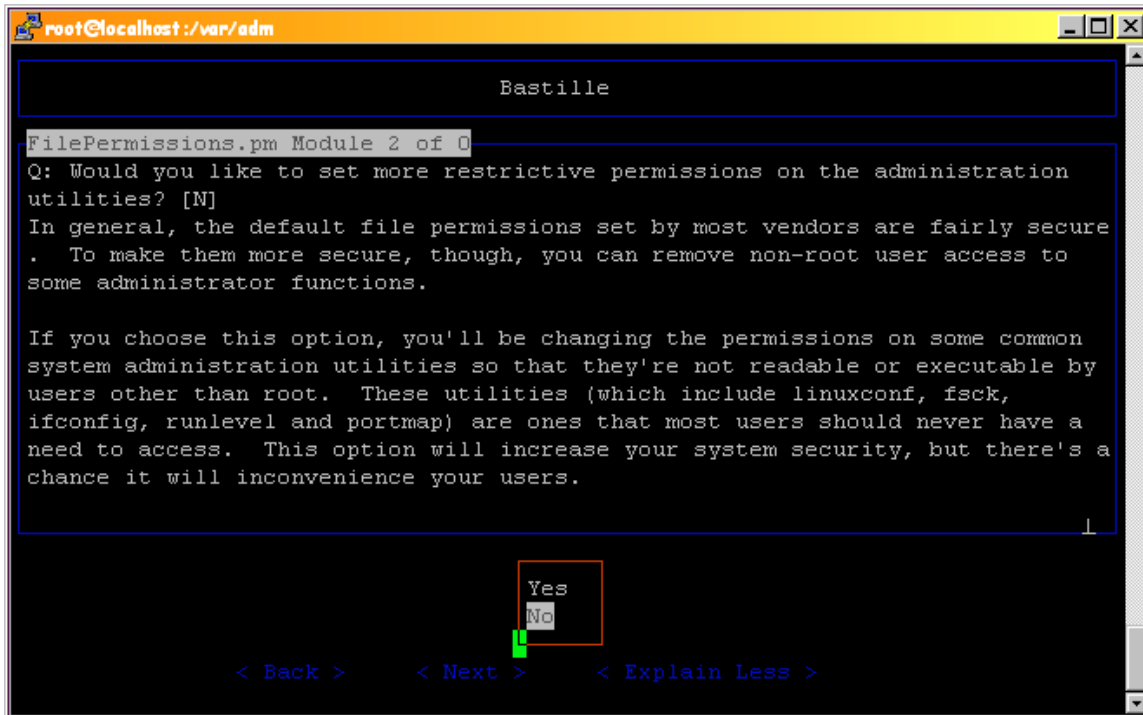 root@localhost:/var/adm
Bastille
FilePermissions.pm Module 2 of 0
Q: Would you like to set more restrictive permissions on the administration
utilities? [N]
In general, the default file permissions set by most vendors are fairly secure
.  To make them more secure, though, you can remove non-root user access to
some administrator functions.
If you choose this option, you'll be changing the permissions on some common
system administration utilities so that they're not readable or executable by
users other than root.  These utilities (which include linuxconf, fsck,
ifconfig, runlevel and portmap) are ones that most users should never have a
need to access.  This option will increase your system security, but there's a
chance it will inconvenience your users.
Yes
No
< Back >     < Next >     < Explain Less >